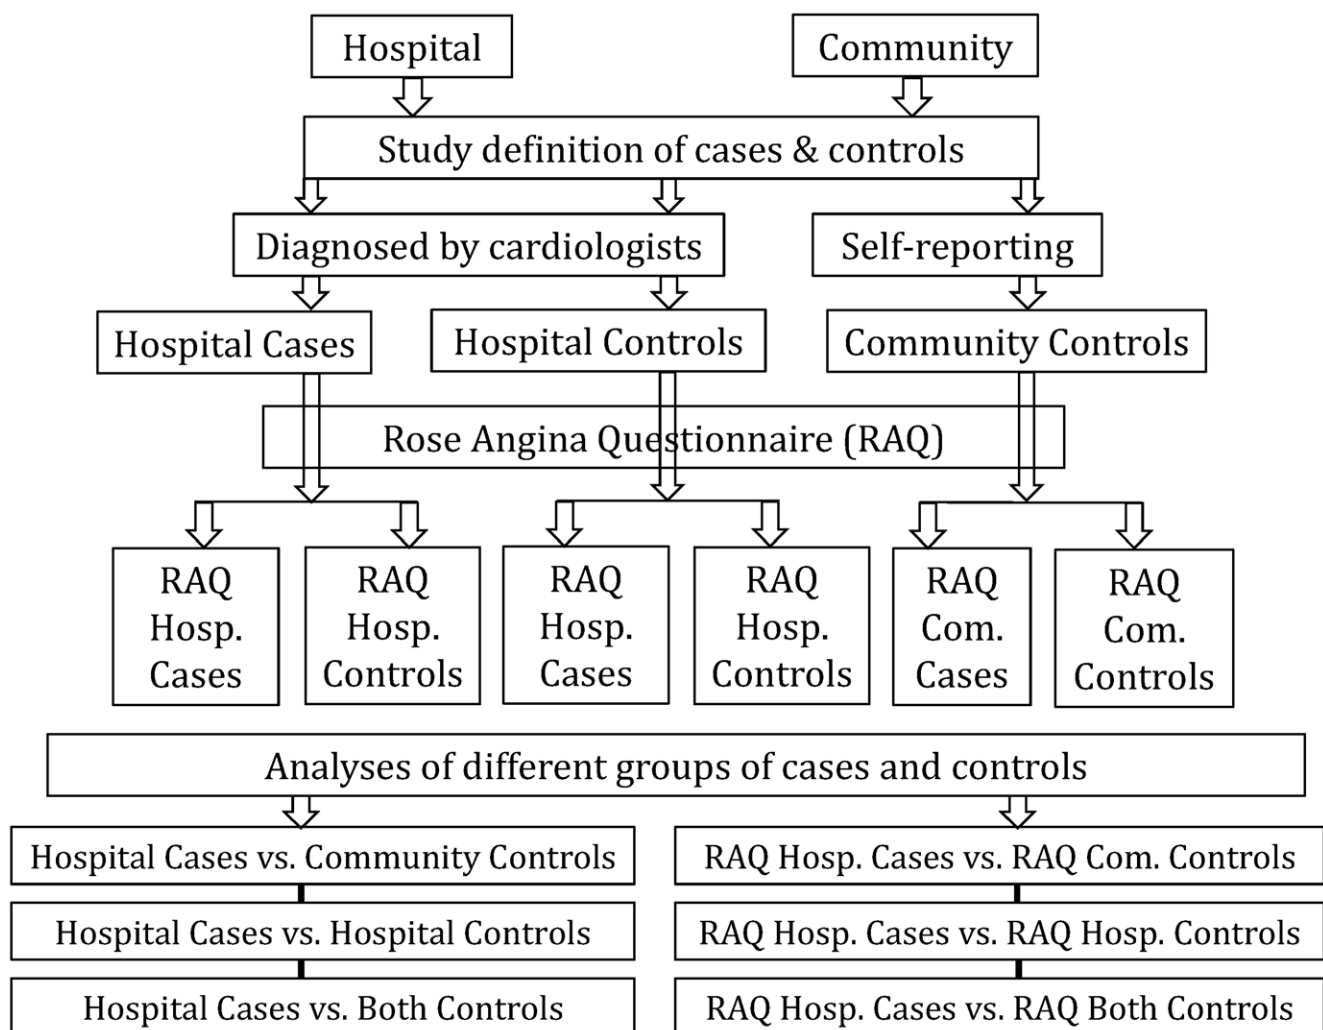 Hospital
Community
Study definition of cases & controls
Diagnosed by cardiologists
Self-reporting
Hospital Cases
Hospital Controls
Community Controls
Rose Angina Questionnaire (RAQ)
RAQ
Hosp.
Cases
RAQ
Hosp.
Controls
RAQ
Hosp.
Cases
RAQ
Hosp.
Controls
RAQ
Com.
Cases
RAQ
Com.
Controls
Analyses of different groups of cases and controls
Hospital Cases vs. Community Controls
RAQ Hosp. Cases vs. RAQ Com. Controls
Hospital Cases vs. Hospital Controls
RAQ Hosp. Cases vs. RAQ Hosp. Controls
Hospital Cases vs. Both Controls
RAQ Hosp. Cases vs. RAQ Both Controls